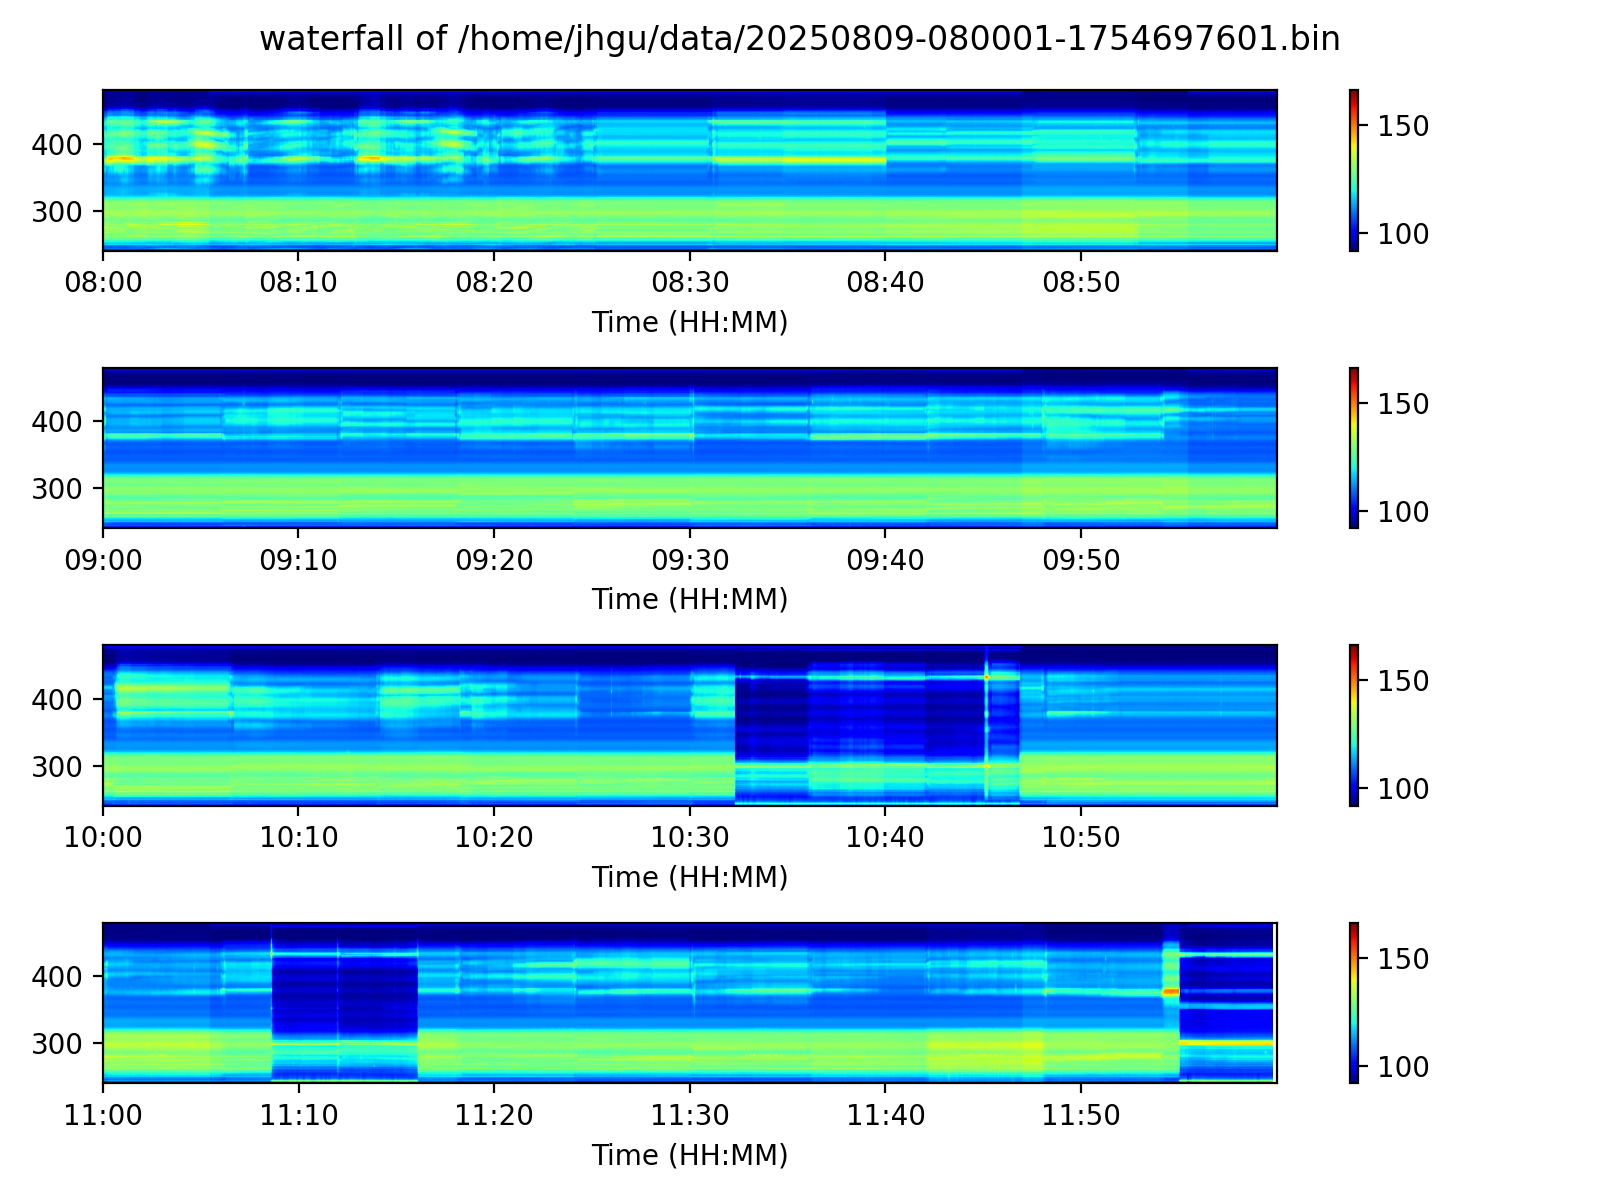 waterfall of /home/jhgu/data/20250809-080001-1754697601.bin
400
300
150
100
08:00 08:10 08:20 08:30 08:40 08:50
Time (HH:MM)
400
300
150
100
09:00 09:10 09:20 09:30 09:40 09:50
Time (HH:MM)
400
300
150
100
10:00 10:10 10:20 10:30 10:40 10:50
Time (HH:MM)
400
300
150
100
11:00 11:10 11:20 11:30 11:40 11:50
Time (HH:MM)